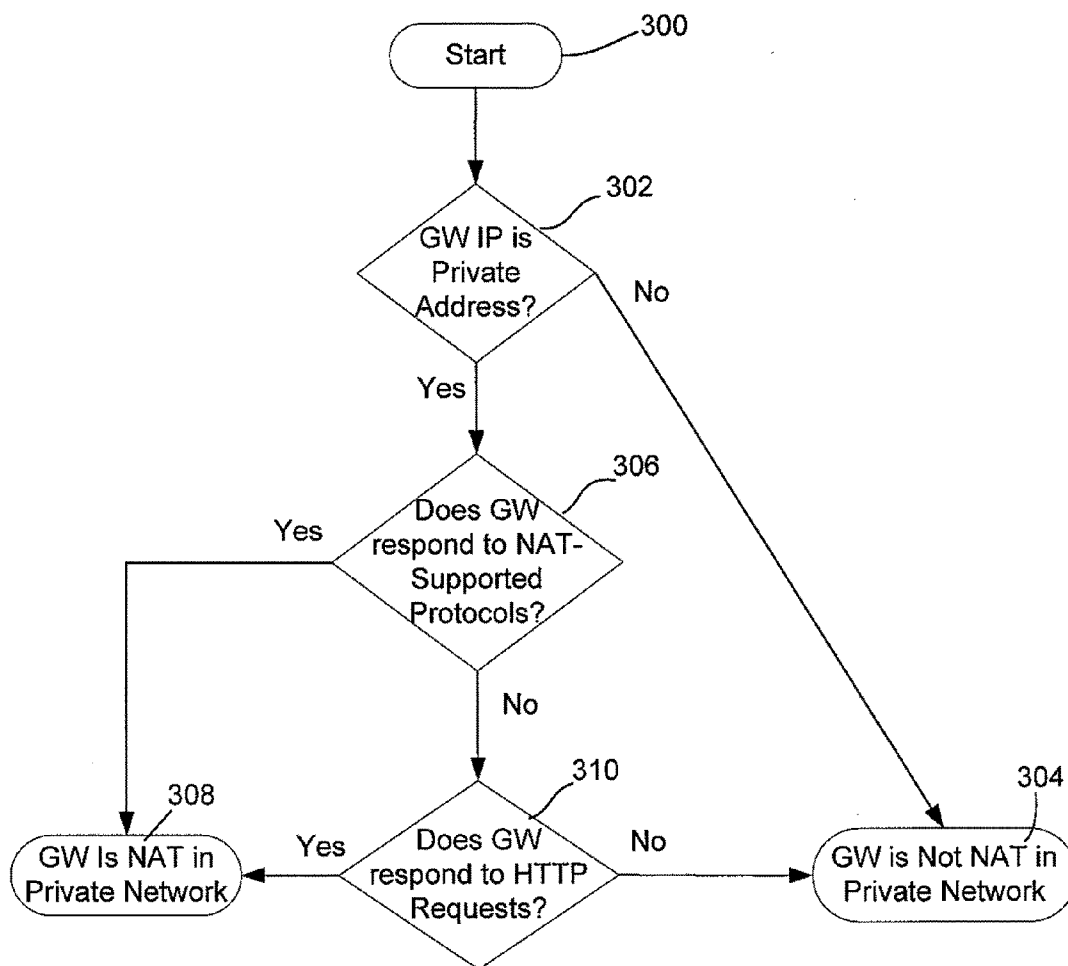 300
Start
302
GW IP is
Private
Address?
No
Yes
306
Does GW
respond to NAT-
Supported
Protocols?
Yes
No
310
308
304
GW Is NAT in
Private Network
Yes
Does GW
respond to HTTP
Requests?
No
GW is Not NAT in
Private Network